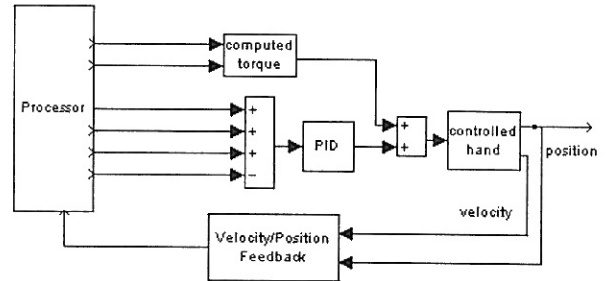 computed
torque
Processor
+
+
+
−
PID
+
+
controlled
hand
position
velocity
Velocity/Position
Feedback